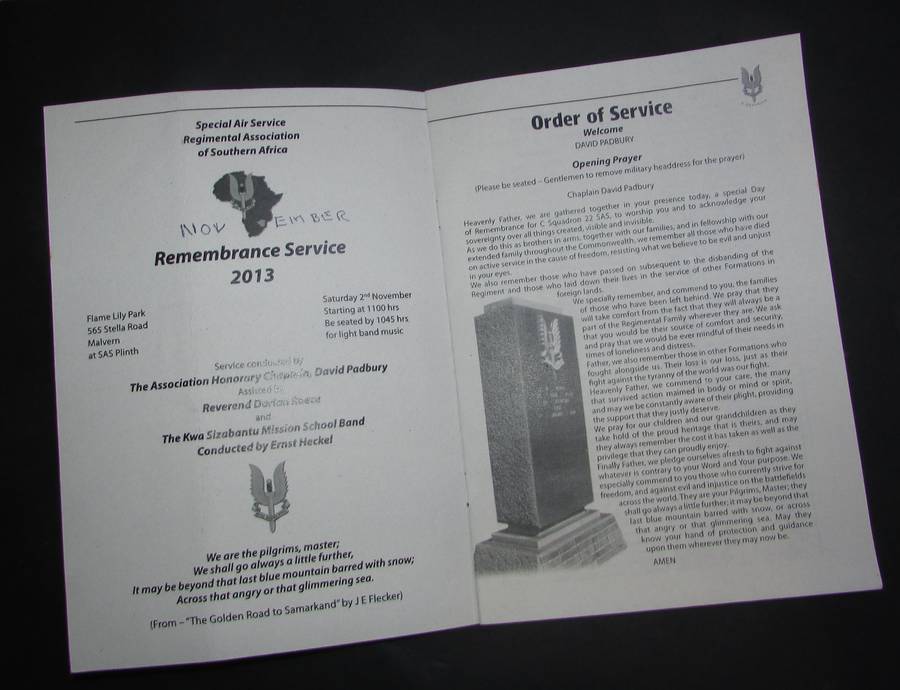 Special Air Service
Regimental Association
of Southern Africa
NOV EMBER
Remembrance Service
2013
Flame Lily Park
565 Stella Road
Malvern
at SAS Plinth
Saturday 2nd November
Starting at 1100 hrs
Be seated by 1045 hrs
for light band music
Service conducted by
The Association Honorary Chaplain, David Padbury
Assisted by
Reverend
and
The Kwa Sizabantu Mission School Band
Conducted by Ernst Heckel
We are the pilgrims, master;
We shall go always a little further,
It may be beyond that last blue mountain barred with snow;
Across that angry or that glimmering sea.
(From – "The Golden Road to Samarkand" by J E Flecker)
Order of Service
Welcome
DAVID PADBURY
Opening Prayer
(Please be seated – Gentlemen to remove military headdress for the prayer)
Chaplain David Padbury
Heavenly Father, we are gathered together in your presence today, a special Day
of Remembrance for C Squadron 22 SAS, to worship you and to acknowledge your
sovereignty over all things created, visible and invisible.
As we do this as brothers in arms, together with our families, and in fellowship with our
extended family throughout the Commonwealth, we remember all those who have died
on active service in the cause of freedom, resisting what we believe to be evil and unjust
in your eyes.
We also remember those who have passed on subsequent to the disbanding of the
Regiment and those who laid down their lives in the service of other Formations in
foreign lands.
We specially remember, and commend to you, the families
of those who have been left behind. We pray that they
will take comfort from the fact that they will always be a
part of the Regimental Family wherever they are. We ask
that you would be their source of comfort and security,
and pray that we would be ever mindful of their needs in
times of loneliness and distress.
Father, we also remember those in other Formations who
fought alongside us. Their loss is our loss, just as their
fight against the tyranny of the world was our fight.
Heavenly Father, we commend to your care, the many
that survived action maimed in body or mind or spirit,
and may we be constantly aware of their plight, providing
the support that they justly deserve.
We pray for our children and our grandchildren as they
take hold of the proud heritage that is theirs, and may
they always remember the cost it has taken as well as the
privilege that they can proudly enjoy.
Finally Father, we pledge ourselves afresh to fight against
whatever is contrary to your Word and Your purpose. We
especially commend to you those who currently strive for
freedom, and against evil and injustice on the battlefields
across the world. They are your Pilgrims, Master; they
shall go always a little further; it may be beyond that
last blue mountain barred with snow, or across
that angry or that glimmering sea. May they
know your hand of protection and guidance
upon them wherever they may now be.
AMEN